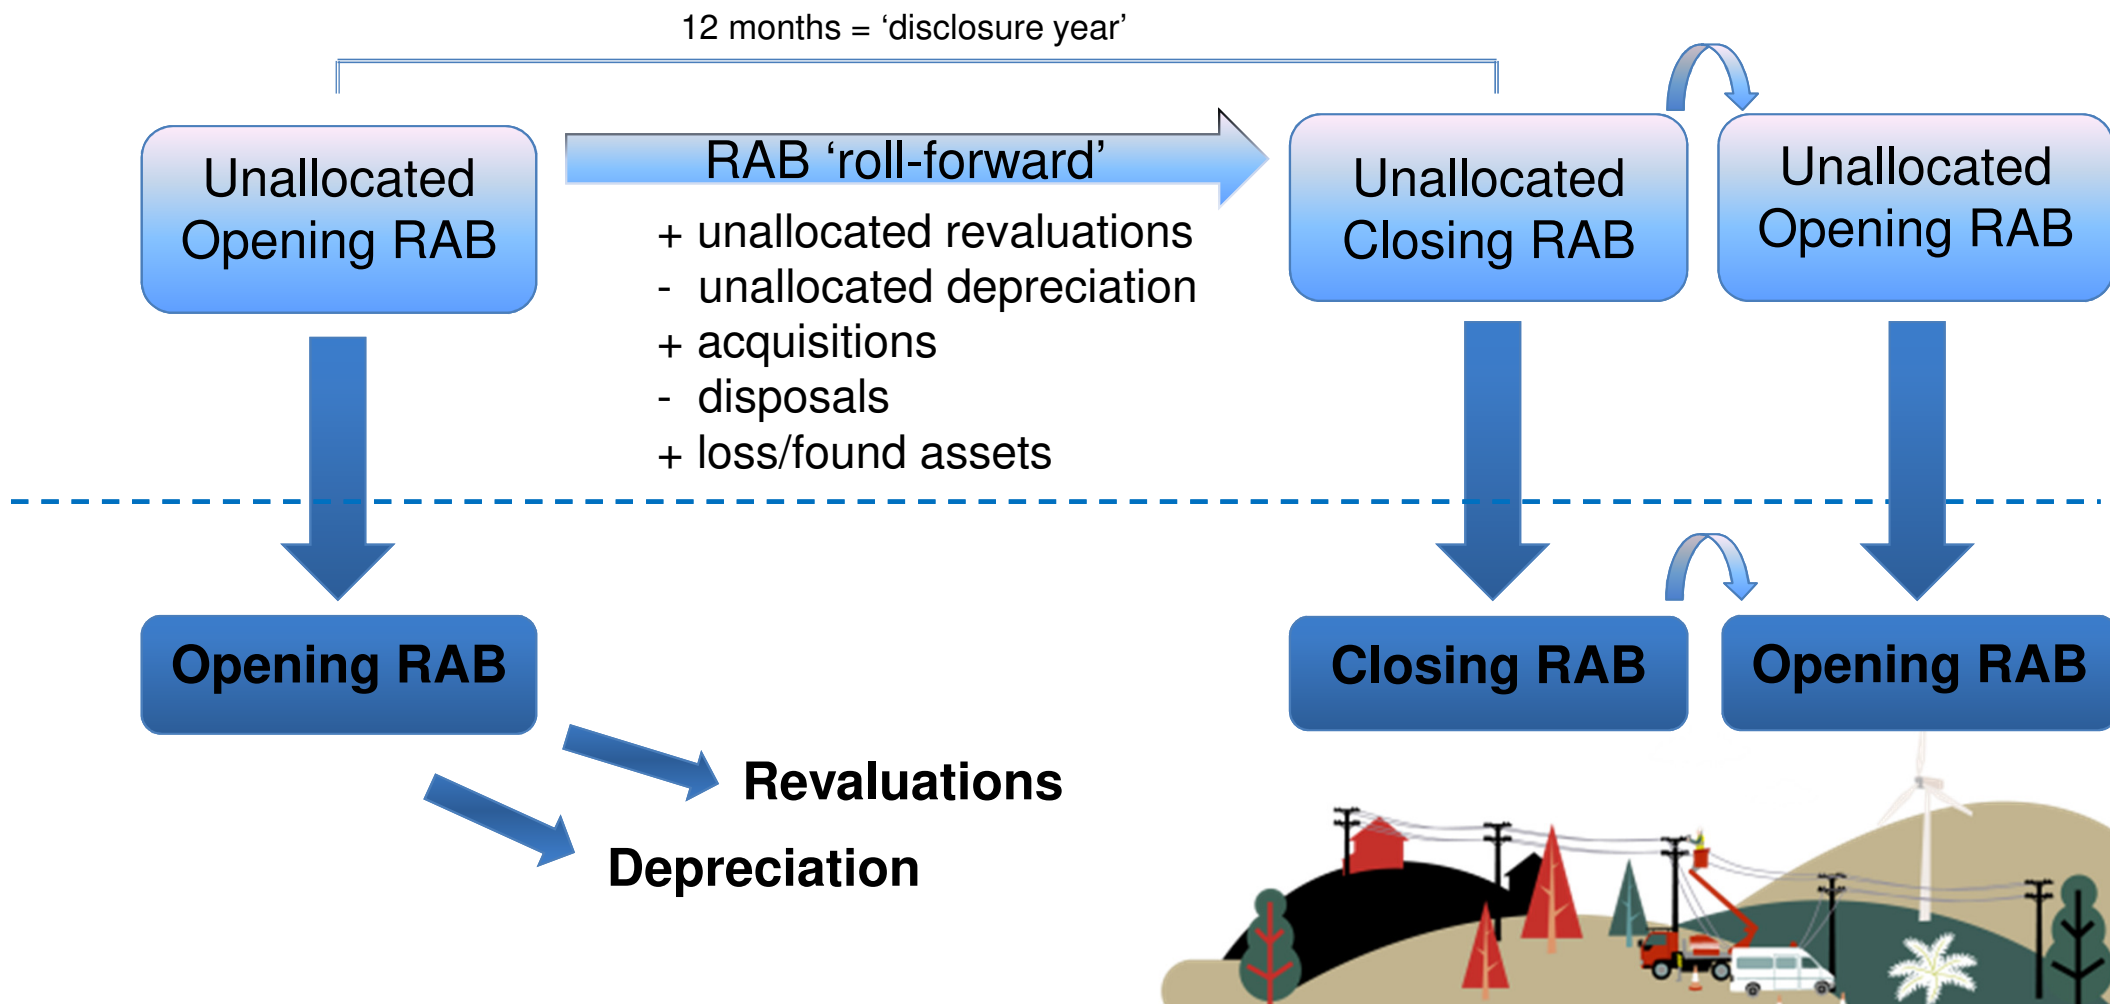 12 months = ‘disclosure year’
Unallocated
Opening RAB
RAB ‘roll-forward’
+ unallocated revaluations
- unallocated depreciation
+ acquisitions
- disposals
+ loss/found assets
Unallocated
Closing RAB
Unallocated
Opening RAB
Opening RAB
Closing RAB
Opening RAB
Revaluations
Depreciation